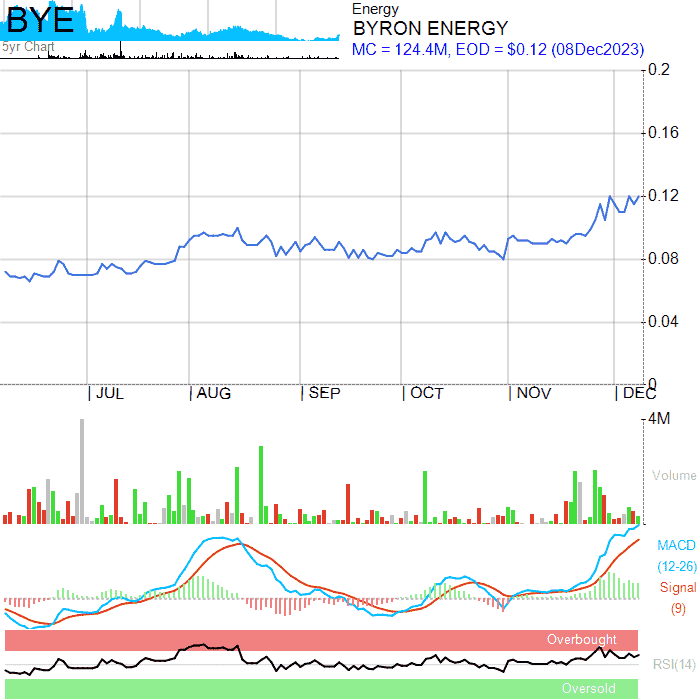 BYE
5yr Chart
Energy
BYRON ENERGY
MC = 124.4M, EOD = $0.12 (08Dec2023)
0.2
0.16
0.12
0.08
0.04
0
JUL AUG SEP OCT NOV DEC
4M
Volume
MACD
(12-26)
Signal
(9)
Overbought
RSI(14)
Oversold